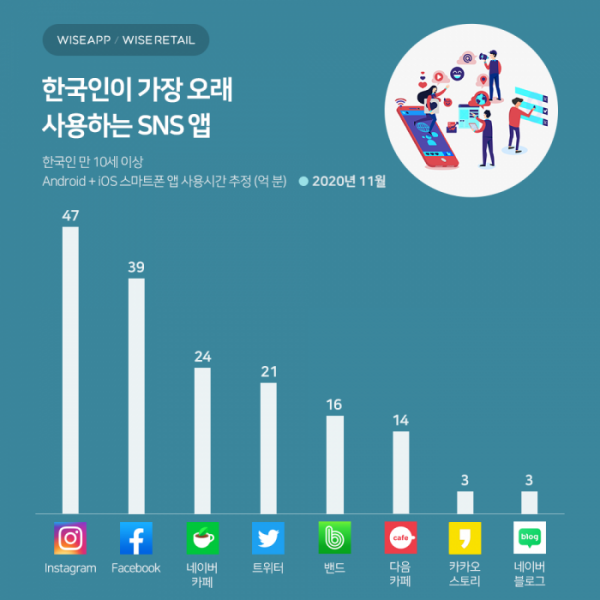 WISEAPP / WISERETAIL
한국인이 가장 오래
사용하는 SNS 앱
한국인 만 10세 이상
Android + iOS 스마트폰 앱 사용시간 추정 (억 분) ● 2020년 11월
47
39
24
21
16
14
3
3
cafe
blog
Instagram
Facebook
네이버
카페
트위터
밴드
다음
카페
카카오
스토리
네이버
블로그